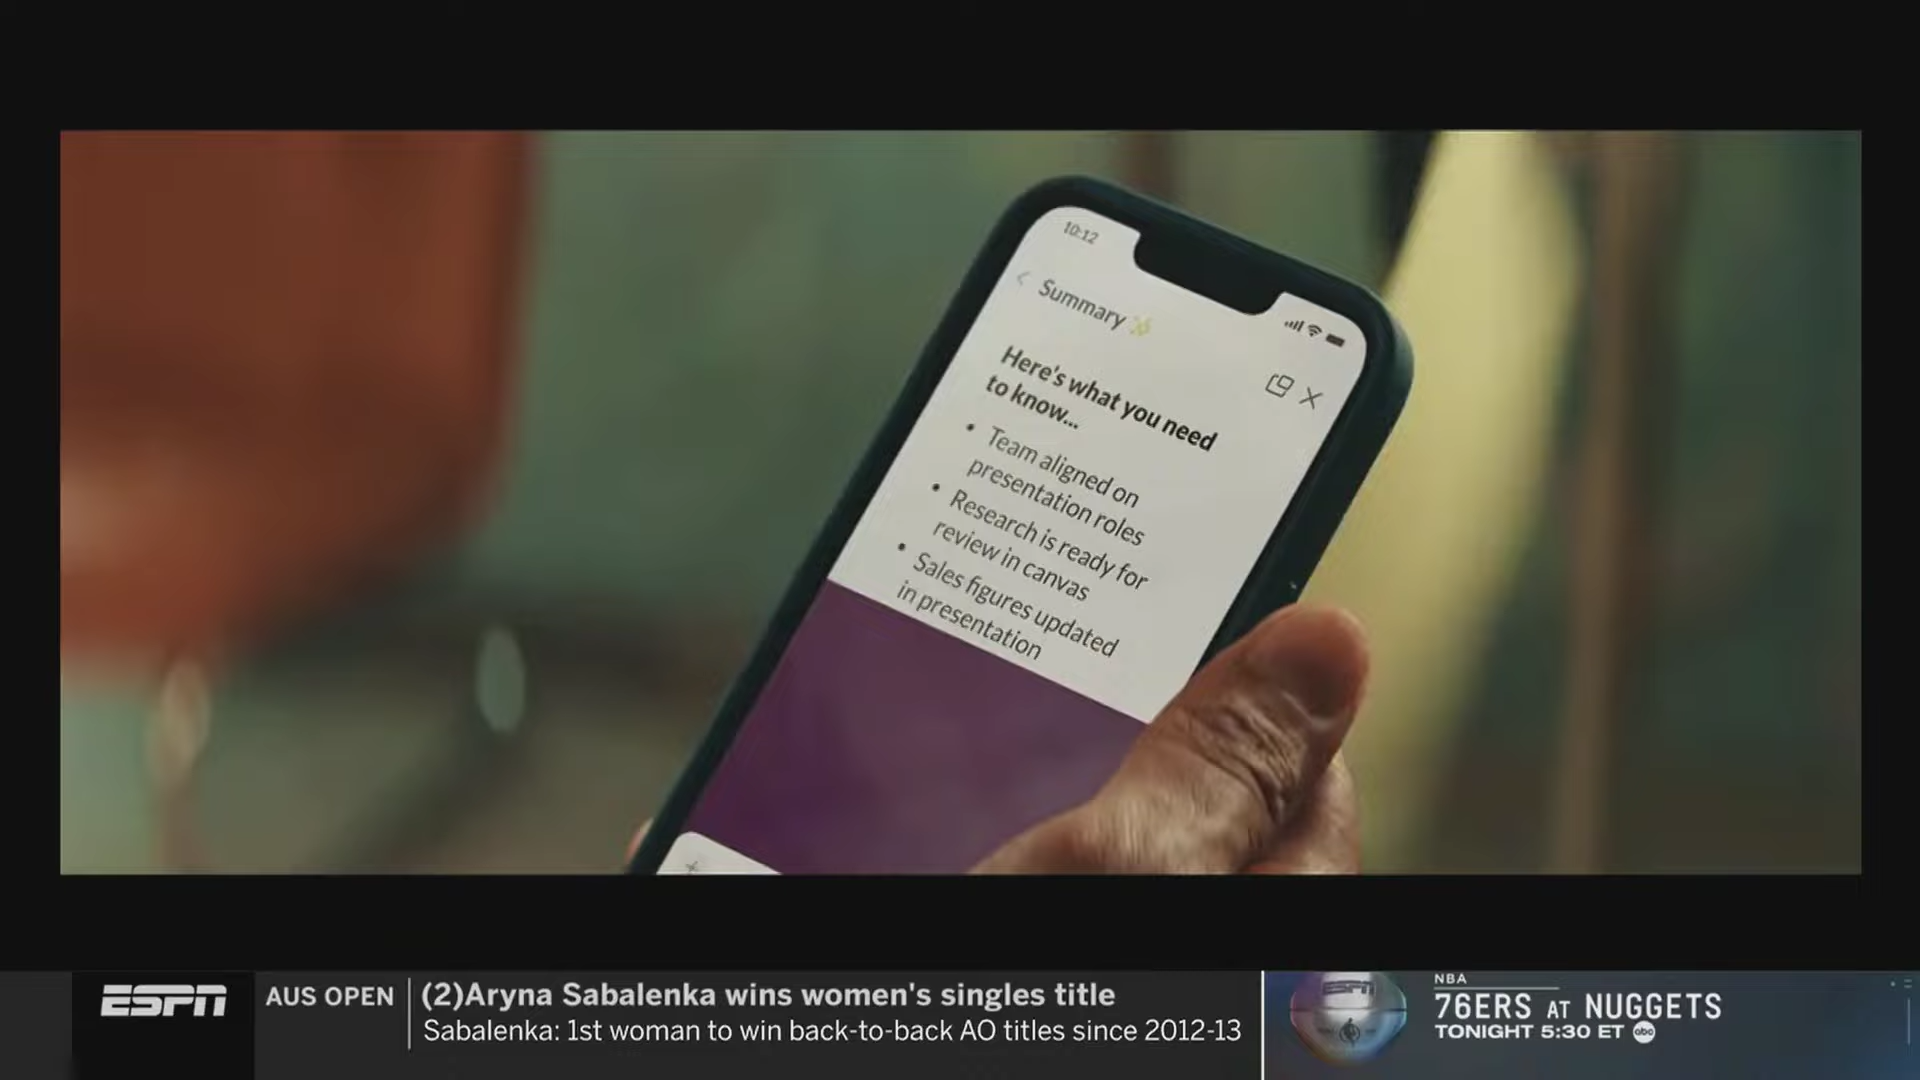 10:12
Summary
Here's what you need
to know...
• Team aligned on
presentation roles
• Research is ready for
review in canvas
• Sales figures updated
in presentation
ESPN
AUS OPEN
(2)Aryna Sabalenka wins women's singles title
Sabalenka: 1st woman to win back-to-back AO titles since 2012-13
ESPN
NBA
76ERS AT NUGGETS
TONIGHT 5:30 ET abc